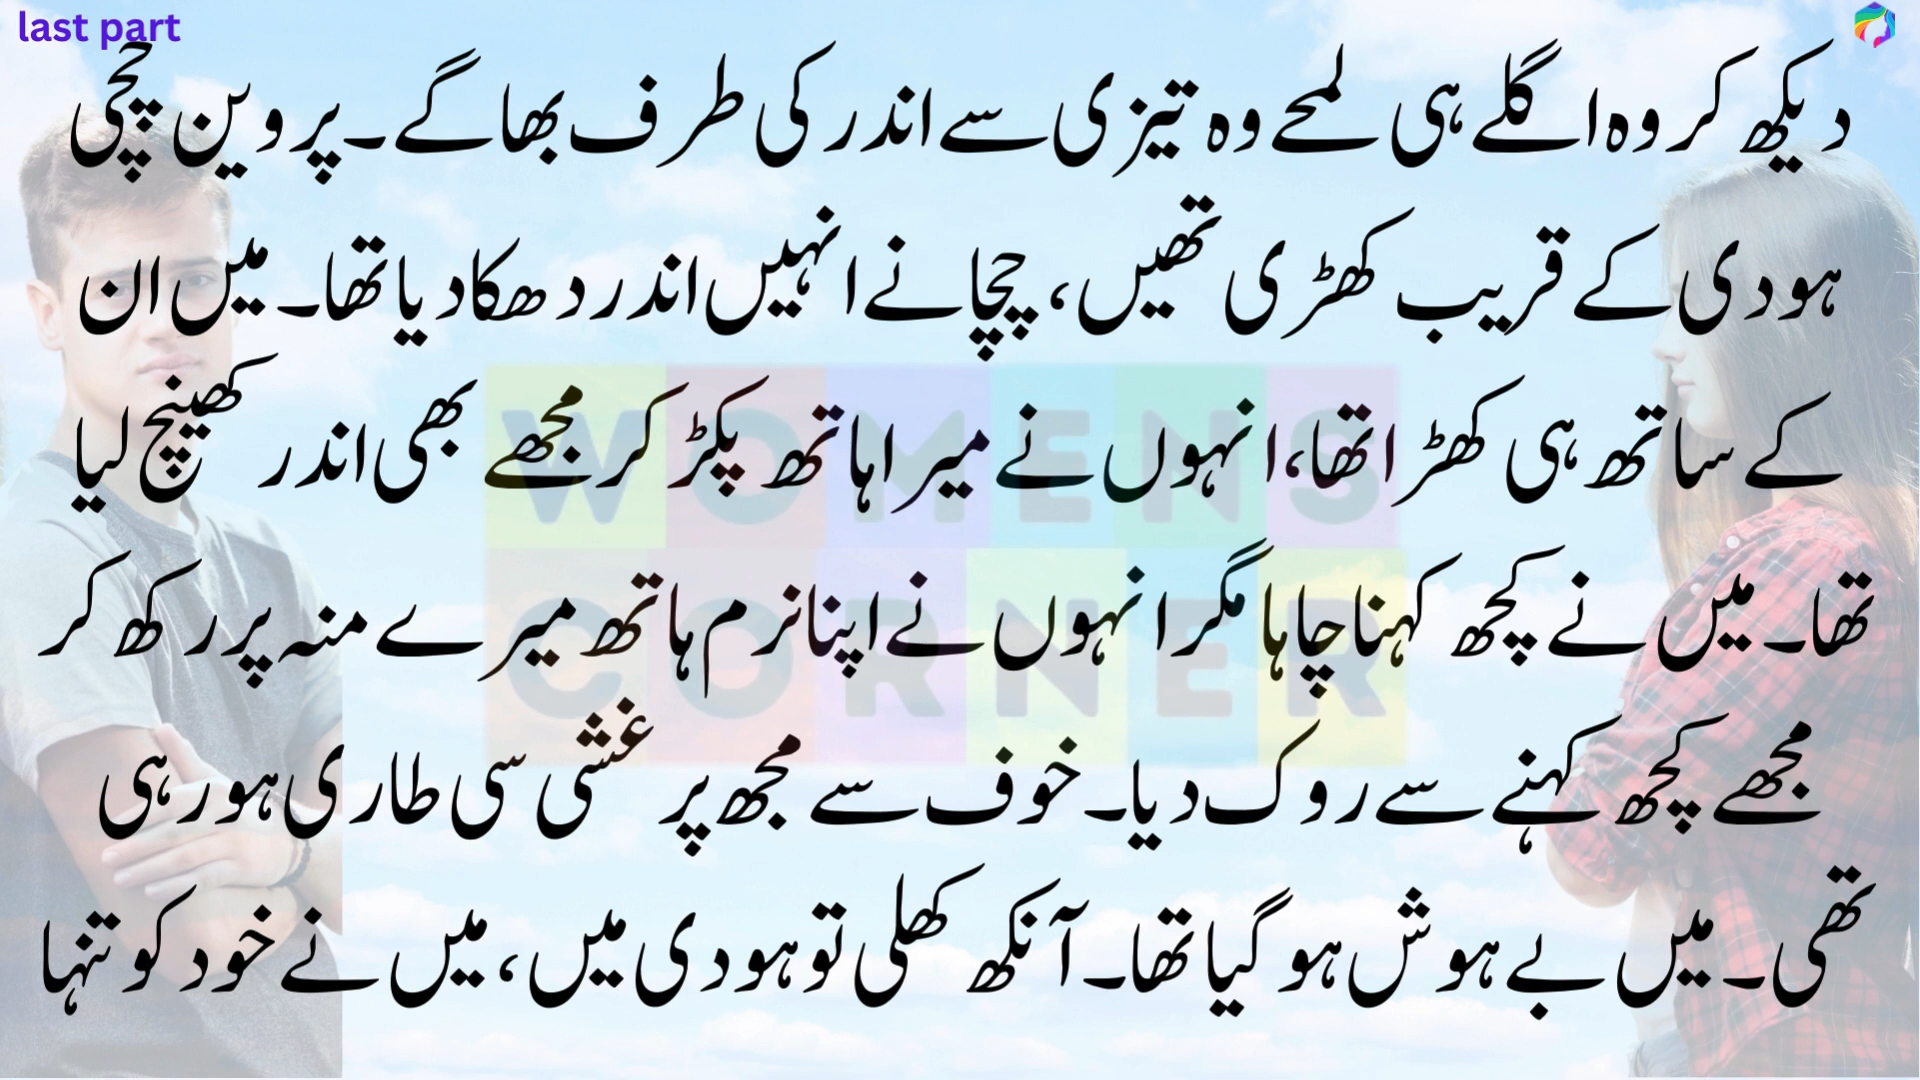 last part
دیکھ کر وہ اگلے ہی لمحے وہ تیزی سے اندر کی طرف بھاگے۔ پروین چچی
ہودی کے قریب کھڑی تھیں، چچا نے انہیں اندر دھکا دیا تھا۔ میں ان
کے ساتھ ہی کھڑا تھا، انہوں نے میرا ہاتھ پکڑ کر مجھے بھی اندر کھینچ لیا
تھا۔ میں نے کچھ کہنا چاہا مگر انہوں نے اپنا نرم ہاتھ میرے منہ پر رکھ کر
مجھے کچھ کہنے سے روک دیا۔ خوف سے مجھ پر غشی سی طاری ہو رہی
تھی۔ میں بے ہوش ہو گیا تھا۔ آنکھ کھلی تو ہودی میں، میں نے خود کو تنہا
WOMENS
CORNER